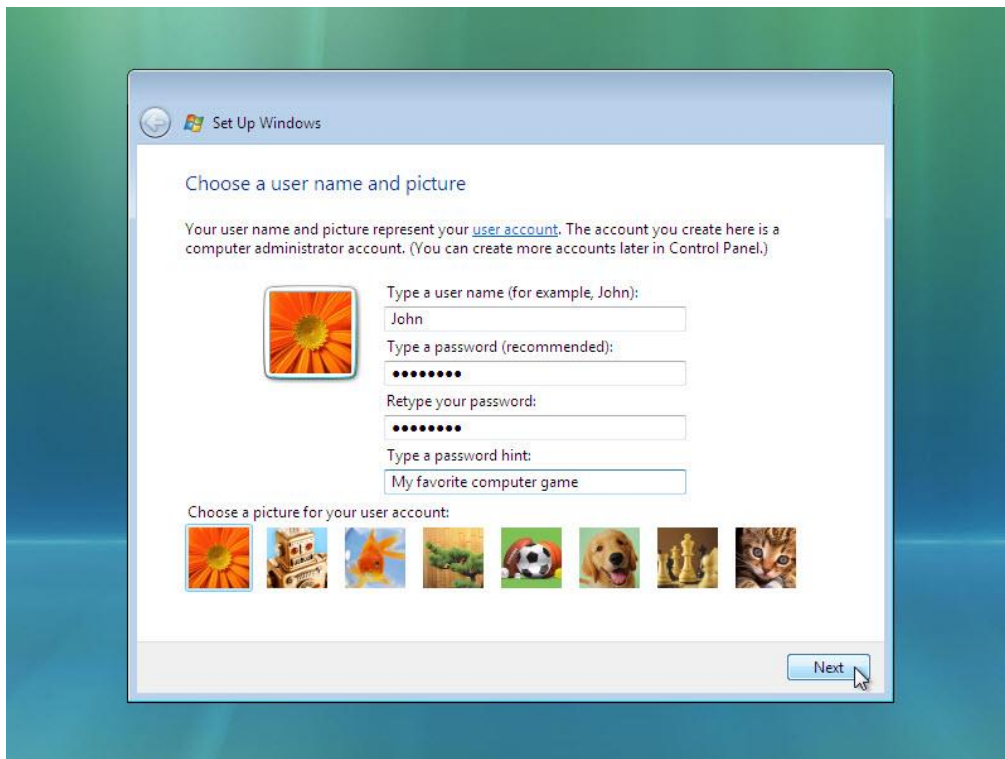 Set Up Windows
Choose a user name and picture
Your user name and picture represent your user account. The account you create here is a
computer administrator account. (You can create more accounts later in Control Panel.)
Type a user name (for example, John):
John
Type a password (recommended):
●●●●●●●●
Retype your password:
●●●●●●●●
Type a password hint:
My favorite computer game
Choose a picture for your user account:
Next